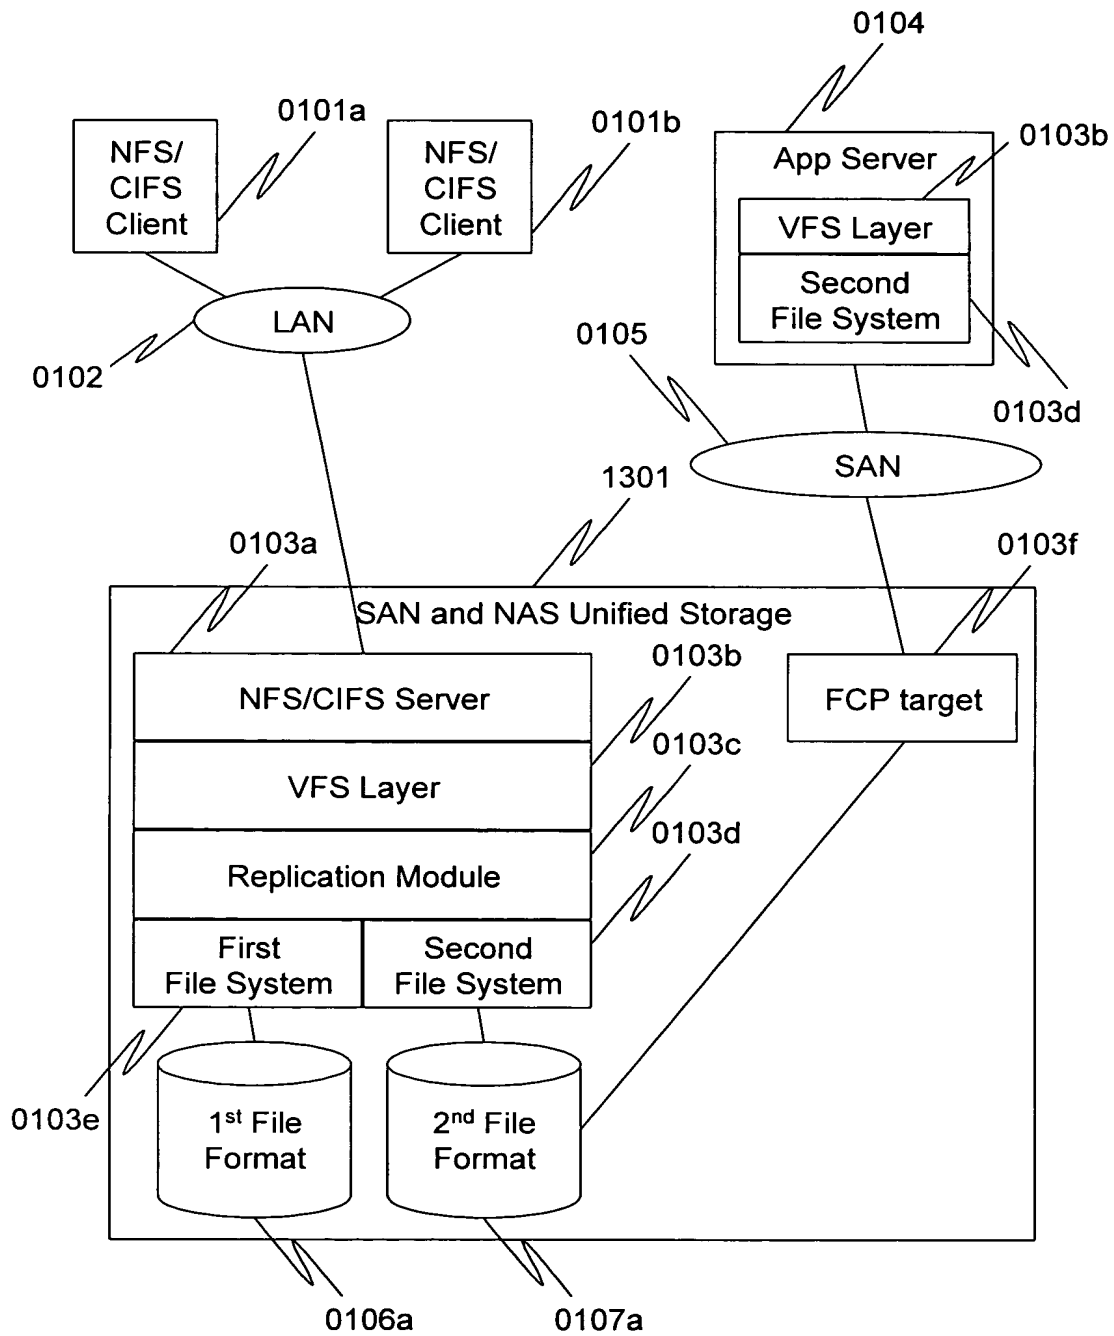 0104
0101a
0101b
0103b
NFS/
CIFS
Client
NFS/
CIFS
Client
App Server
VFS Layer
Second
File System
LAN
0105
0102
0103d
SAN
1301
0103a
0103f
SAN and NAS Unified Storage
0103b
NFS/CIFS Server
FCP target
0103c
VFS Layer
0103d
Replication Module
First
File System
Second
File System
0103e
1st File
Format
2nd File
Format
0106a
0107a